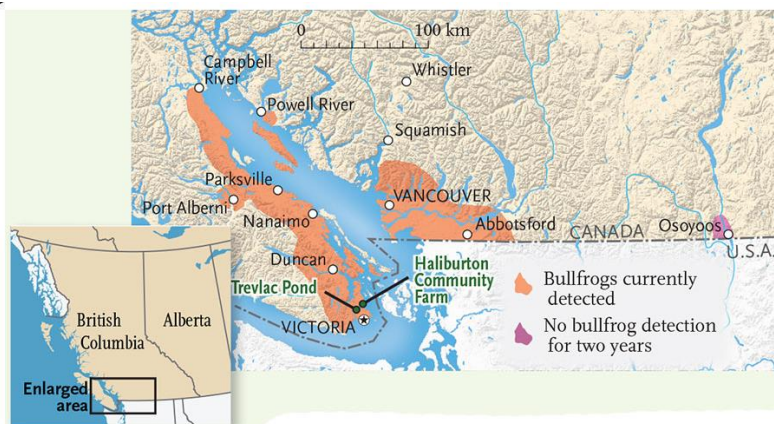 0 100 km
Campbell
River
Whistler
Powell River
Squamish
Parksville
Port Alberni
VANCOUVER
Nanaimo
Abbotsford
CANADA
Osoyoos
U.S.A.
Duncan
Trevlac Pond
Haliburton
Community
Farm
VICTORIA
Bullfrogs currently
detected
No bullfrog detection
for two years
British
Columbia
Alberta
Enlarged
area